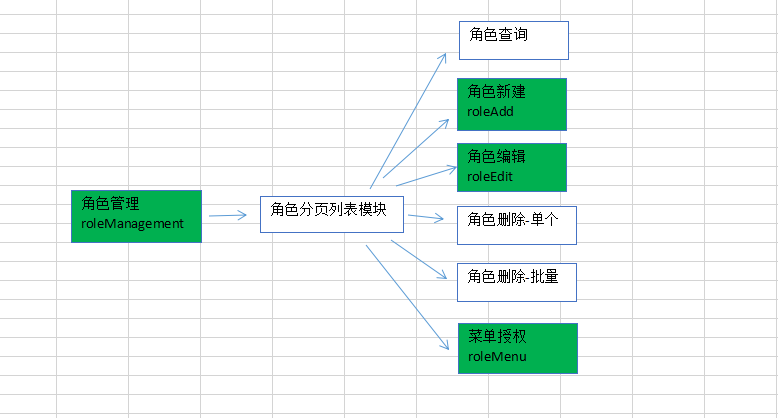 角色查询
角色新建
roleAdd
角色编辑
roleEdit
角色管理
roleManagement
角色分页列表模块
角色删除-单个
角色删除-批量
菜单授权
roleMenu